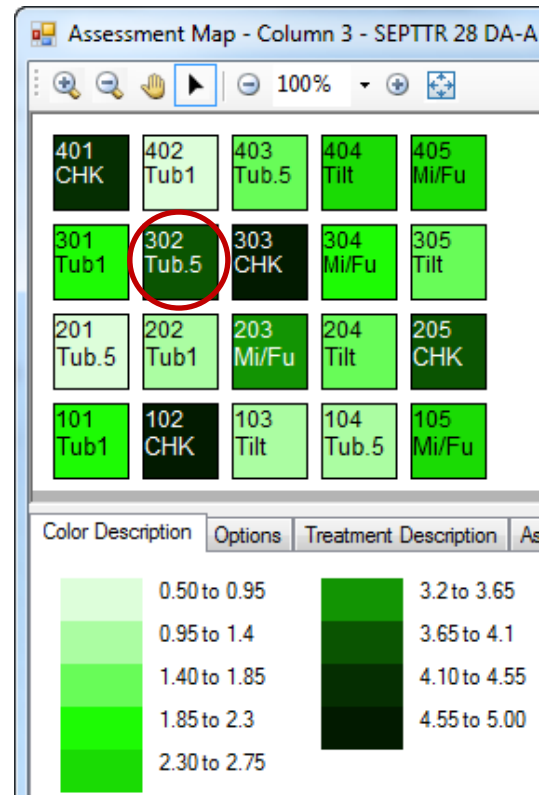 Assessment Map - Column 3 - SEPTTR 28 DA-A
100%
401 402 403 404 405
CHK Tub1 Tub.5 Tilt Mi/Fu
301 302 303 304 305
Tub1 Tub.5 CHK Mi/Fu Tilt
201 202 203 204 205
Tub.5 Tub1 Mi/Fu Tilt CHK
101 102 103 104 105
Tub1 CHK Tilt Tub.5 Mi/Fu
Color Description Options Treatment Description As
0.50 to 0.95 3.2 to 3.65
0.95 to 1.4 3.65 to 4.1
1.40 to 1.85 4.10 to 4.55
1.85 to 2.3 4.55 to 5.00
2.30 to 2.75